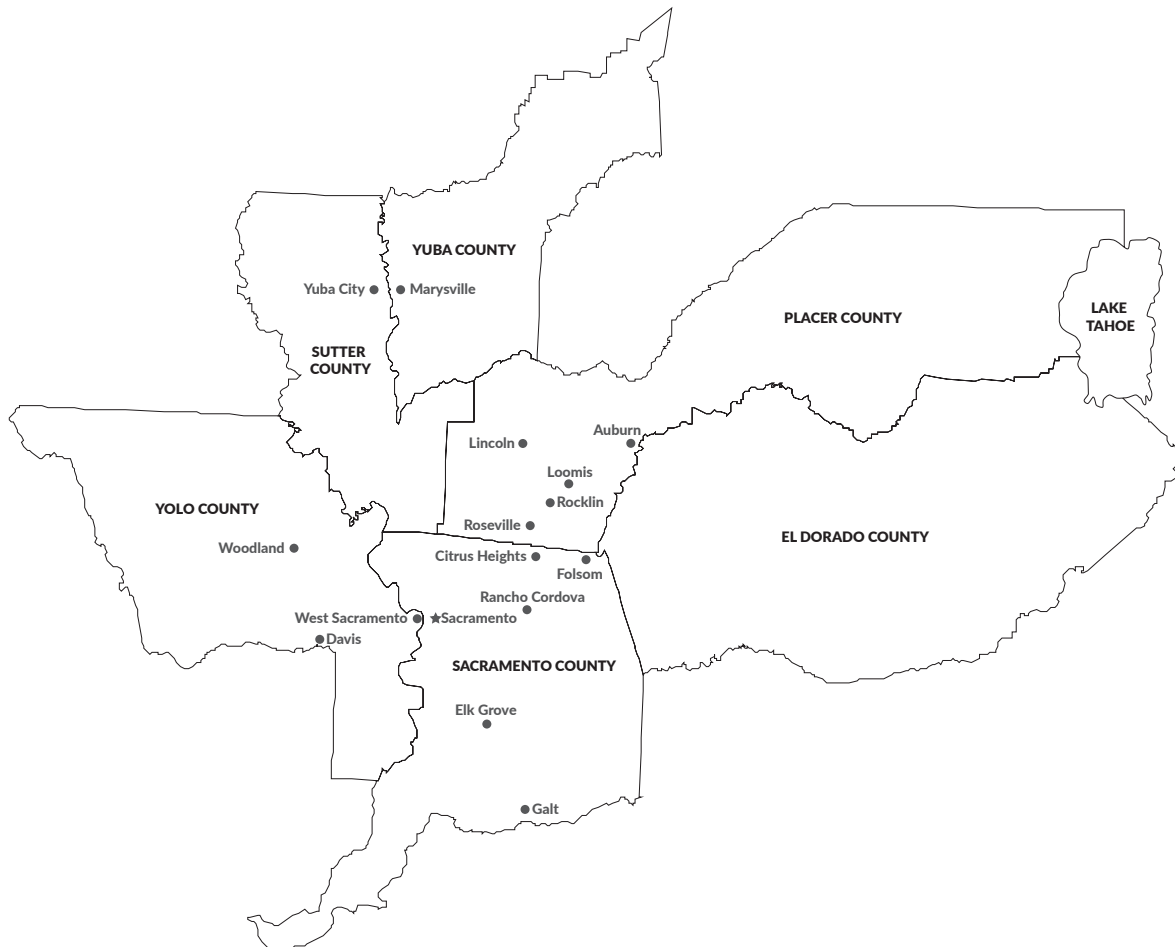 YUBA COUNTY
Yuba City
Marysville
PLACER COUNTY
LAKE
TAHOE
SUTTER
COUNTY
Lincoln
Auburn
Loomis
YOLO COUNTY
Rocklin
Roseville
EL DORADO COUNTY
Woodland
Citrus Heights
Folsom
Rancho Cordova
West Sacramento
Sacramento
Davis
SACRAMENTO COUNTY
Elk Grove
Galt